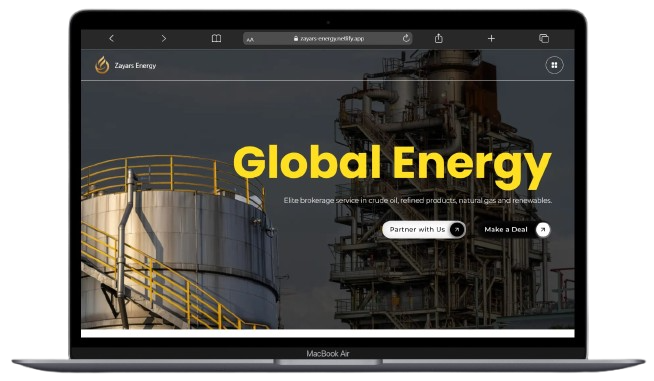 AA
zayars-energy.netlify.app
Zayars Energy
Global Energy
Elite brokerage service in crude oil, refined products, natural gas and renewables.
Partner with Us
Make a Deal
MacBook Air